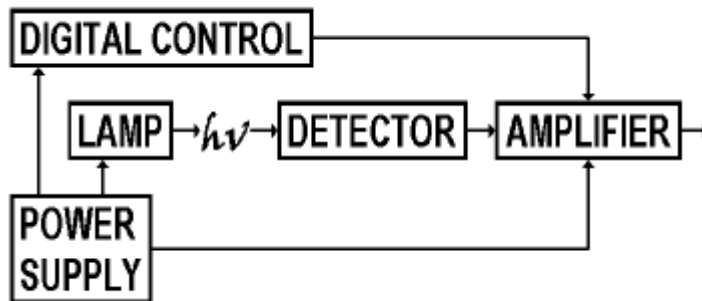 DIGITAL CONTROL
LAMP
hν
DETECTOR
AMPLIFIER
POWER
SUPPLY